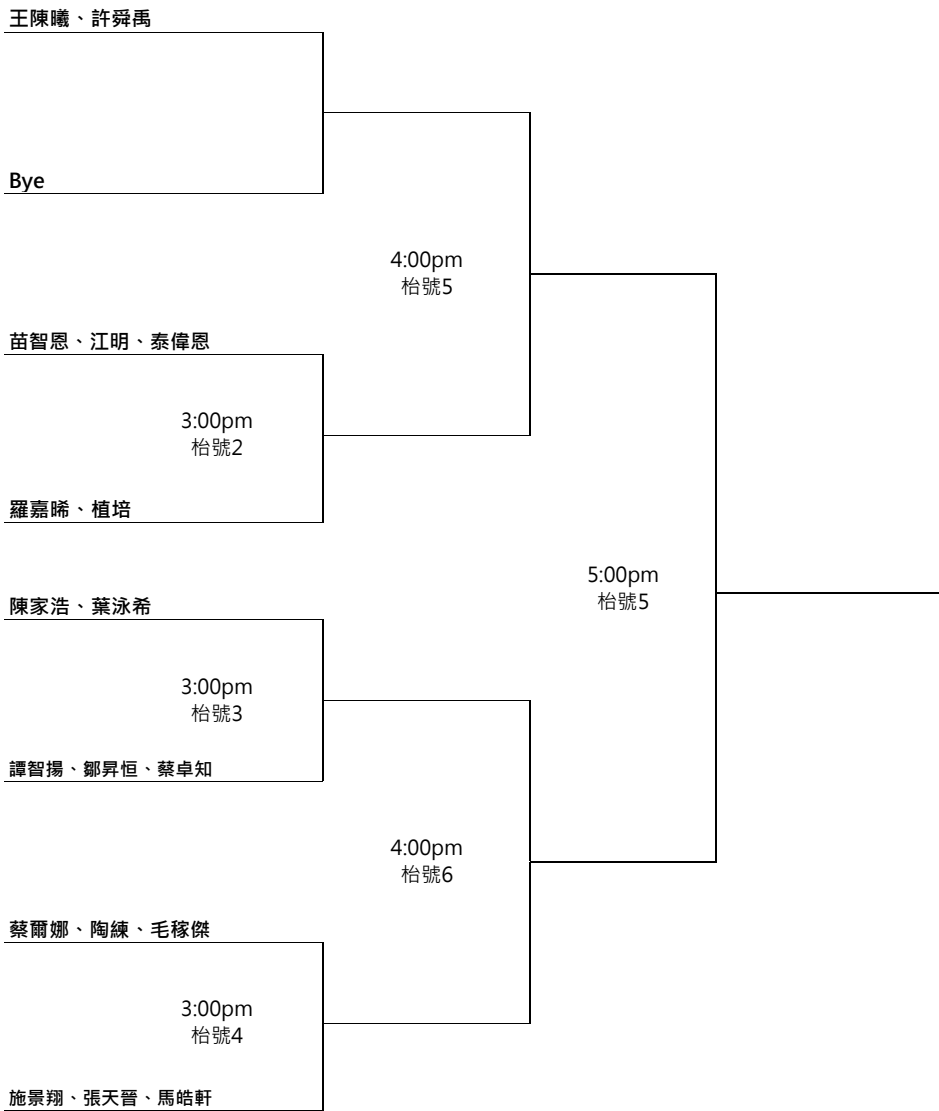 王陳曦、許舜禹
Bye
4:00pm
枱號5
苗智恩、江明、泰偉恩
3:00pm
枱號2
羅嘉晞、植培
5:00pm
枱號5
陳家浩、葉泳希
3:00pm
枱號3
譚智揚、鄒昇恒、蔡卓知
4:00pm
枱號6
蔡爾娜、陶練、毛稼傑
3:00pm
枱號4
施景翔、張天晉、馬皓軒